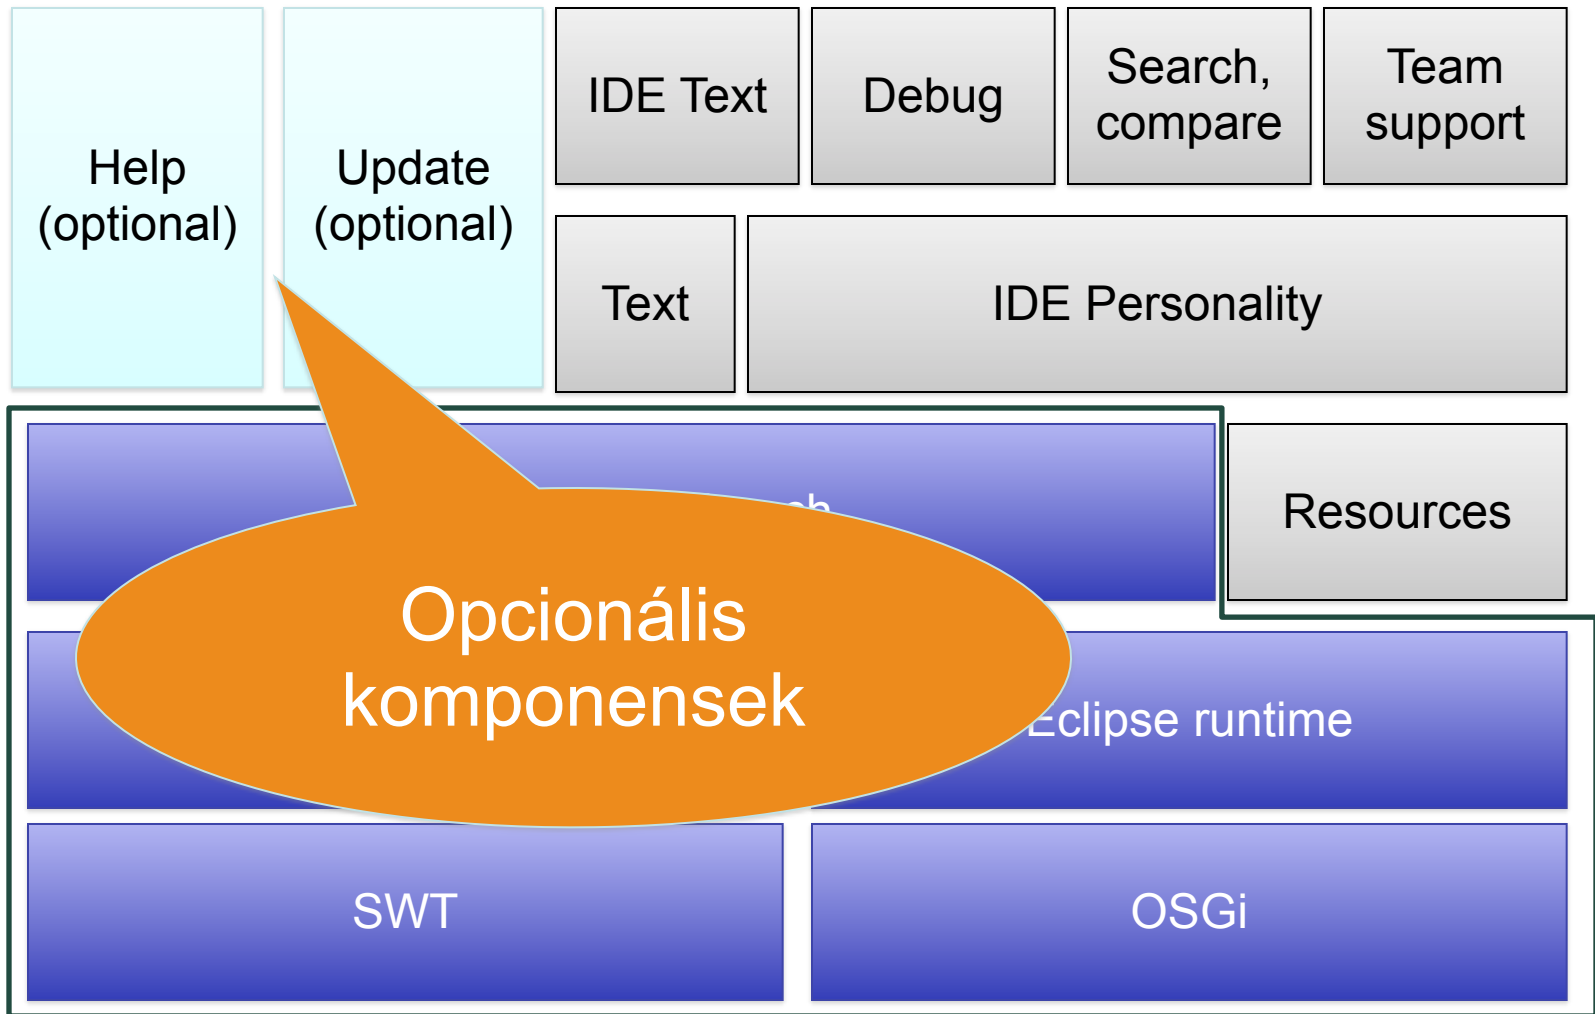 Help
(optional)
Update
(optional)
IDE Text
Debug
Search,
compare
Team
support
Text
IDE Personality
Resources
Opcionális
komponensek
Eclipse runtime
SWT
OSGi